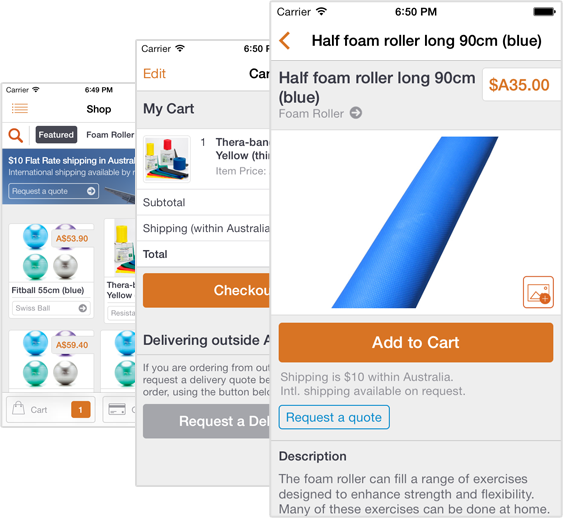 Carrier 6:49 PM
Shop
Featured Foam Roller
$10 Flat Rate shipping in Austral
International shipping available by r
Request a quote
A$53.90
Fitball 55cm (blue)
Swiss Ball
Thera-b
Yellow
Resista
A$59.40
Cart 1
C
Carrier 6:50 P
Edit Car
My Cart
1 Thera-ban
Yellow (thi
Item Price:
Subtotal
Shipping (within Australia
Total
Checkou
Delivering outside A
If you are ordering from out
request a delivery quote be
order, using the button belo
Request a Del
Carrier 6:50 PM
Half foam roller long 90cm (blue)
Half foam roller long 90cm
(blue)
$A35.00
Foam Roller
Add to Cart
Shipping is $10 within Australia.
Intl. shipping available on request.
Request a quote
Description
The foam roller can fill a range of exercises
designed to enhance strength and flexibility.
Many of these exercises can be done at home.